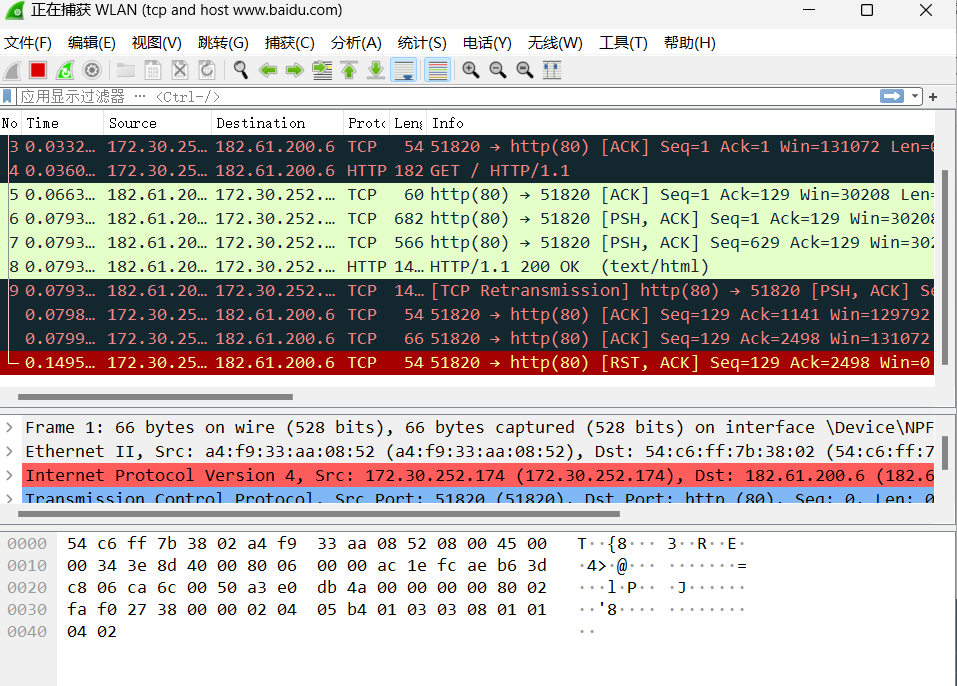 正在捕获 WLAN (tcp and host www.baidu.com)
文件(F) 编辑(E) 视图(V) 跳转(G) 捕获(C) 分析(A) 统计(S) 电话(Y) 无线(W) 工具(T) 帮助(H)
应用显示过滤器 … <Ctrl-/>
No Time Source Destination Proto Leng Info
3 0.0332… 172.30.25… 182.61.200.6 TCP 54 51820 → http(80) [ACK] Seq=1 Ack=1 Win=131072 Len=0
4 0.0360… 172.30.25… 182.61.200.6 HTTP 182 GET / HTTP/1.1
5 0.0663… 182.61.20… 172.30.252.… TCP 60 http(80) → 51820 [ACK] Seq=1 Ack=129 Win=30208 Len=
6 0.0793… 182.61.20… 172.30.252.… TCP 682 http(80) → 51820 [PSH, ACK] Seq=1 Ack=129 Win=30208
7 0.0793… 182.61.20… 172.30.252.… TCP 566 http(80) → 51820 [PSH, ACK] Seq=629 Ack=129 Win=302
8 0.0793… 182.61.20… 172.30.252.… HTTP 14… HTTP/1.1 200 OK (text/html)
9 0.0793… 182.61.20… 172.30.252.… TCP 14… [TCP Retransmission] http(80) → 51820 [PSH, ACK] Se
0.0798… 172.30.25… 182.61.200.6 TCP 54 51820 → http(80) [ACK] Seq=129 Ack=1141 Win=129792
0.0799… 172.30.25… 182.61.200.6 TCP 66 51820 → http(80) [ACK] Seq=129 Ack=2498 Win=131072
0.1495… 172.30.25… 182.61.200.6 TCP 54 51820 → http(80) [RST, ACK] Seq=129 Ack=2498 Win=0
Frame 1: 66 bytes on wire (528 bits), 66 bytes captured (528 bits) on interface \Device\NPF
Ethernet II, Src: a4:f9:33:aa:08:52 (a4:f9:33:aa:08:52), Dst: 54:c6:ff:7b:38:02 (54:c6:ff:7
Internet Protocol Version 4, Src: 172.30.252.174 (172.30.252.174), Dst: 182.61.200.6 (182.6
Transmission Control Protocol, Src Port: 51820 (51820), Dst Port: http (80), Seq: 0, Len: 0
0000 54 c6 ff 7b 38 02 a4 f9 33 aa 08 52 08 00 45 00 T··{8··· 3··R··E·
0010 00 34 3e 8d 40 00 80 06 00 00 ac 1e fc ae b6 3d ·4>·@··· ·······=
0020 c8 06 ca 6c 00 50 a3 e0 db 4a 00 00 00 00 80 02 ···l·P·· ·J······
0030 fa f0 27 38 00 00 02 04 05 b4 01 03 03 08 01 01 ··'8···· ········
0040 04 02 ··